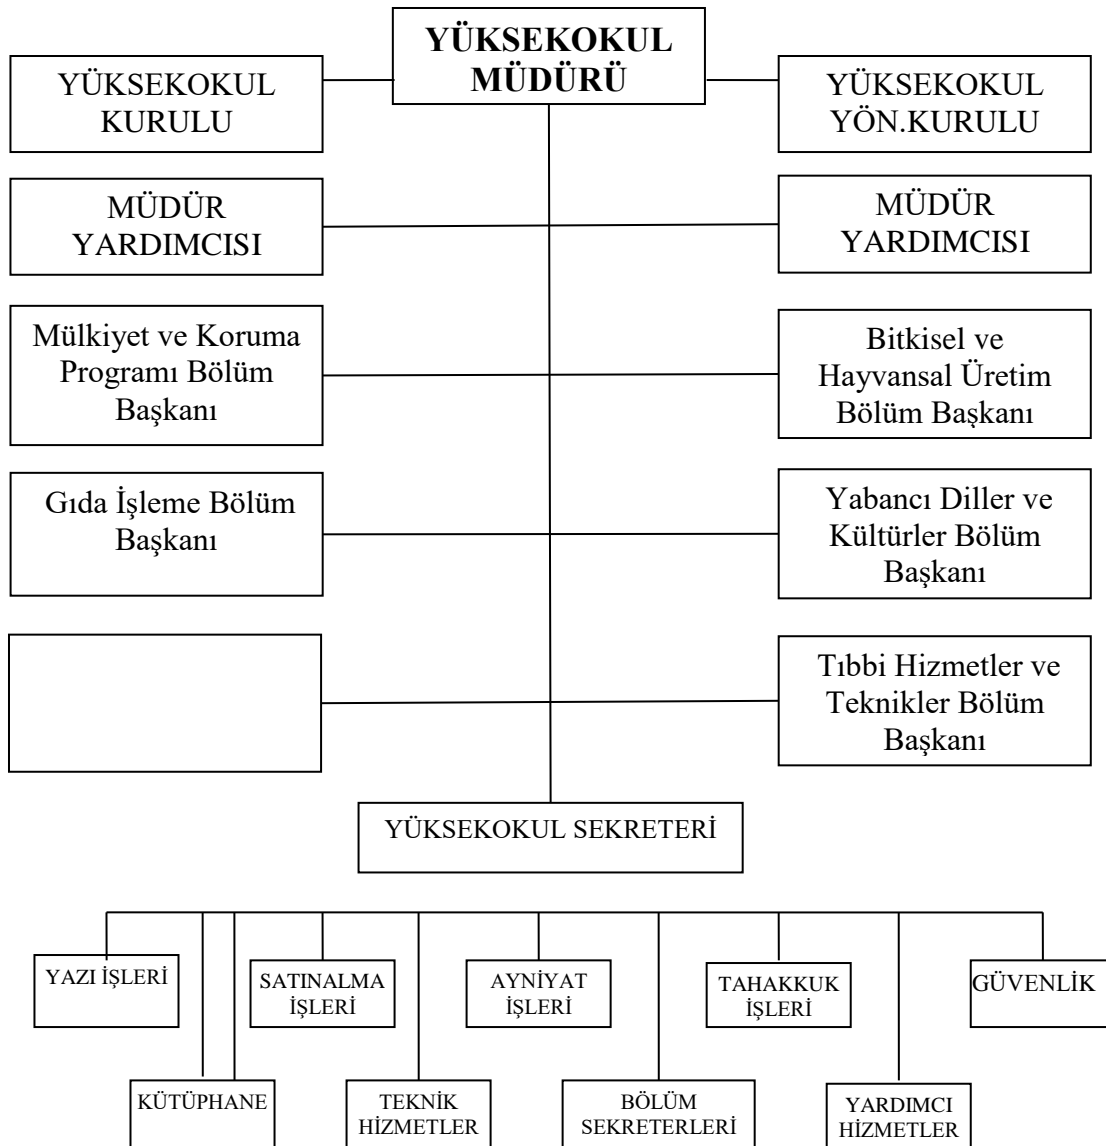 YÜKSEKOKUL
MÜDÜRÜ
YÜKSEKOKUL
KURULU
YÜKSEKOKUL
YÖN.KURULU
MÜDÜR
YARDIMCISI
MÜDÜR
YARDIMCISI
Mülkiyet ve Koruma
Programı Bölüm
Başkanı
Bitkisel ve
Hayvansal Üretim
Bölüm Başkanı
Gıda İşleme Bölüm
Başkanı
Yabancı Diller ve
Kültürler Bölüm
Başkanı
Tıbbi Hizmetler ve
Teknikler Bölüm
Başkanı
YÜKSEKOKUL SEKRETERİ
YAZI İŞLERİ
SATINALMA
İŞLERİ
AYNİYAT
İŞLERİ
TAHAKKUK
İŞLERİ
GÜVENLİK
KÜTÜPHANE
TEKNİK
HİZMETLER
BÖLÜM
SEKRETERLERİ
YARDIMCI
HİZMETLER